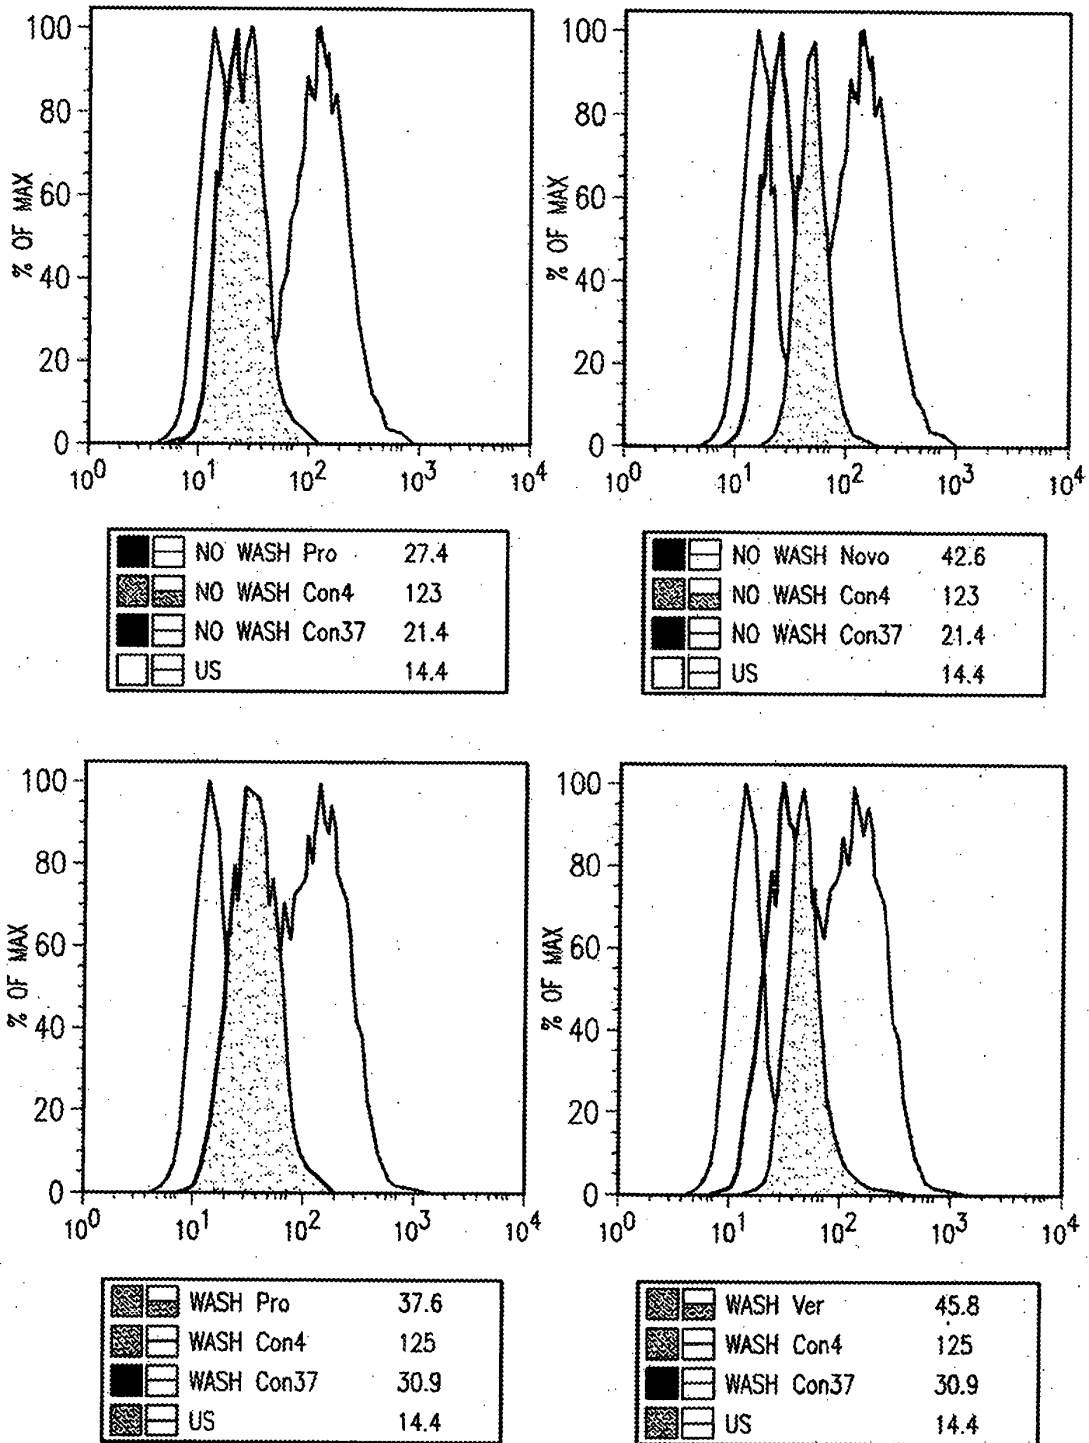 100
80
60
40
20
0
% OF MAX
10^0 10^1 10^2 10^3 10^4
NO WASH Pro 27.4
NO WASH Con4 123
NO WASH Con37 21.4
US 14.4
100
80
60
40
20
0
% OF MAX
10^0 10^1 10^2 10^3 10^4
NO WASH Novo 42.6
NO WASH Con4 123
NO WASH Con37 21.4
US 14.4
100
80
60
40
20
0
% OF MAX
10^0 10^1 10^2 10^3 10^4
WASH Pro 37.6
WASH Con4 125
WASH Con37 30.9
US 14.4
100
80
60
40
20
0
% OF MAX
10^0 10^1 10^2 10^3 10^4
WASH Ver 45.8
WASH Con4 125
WASH Con37 30.9
US 14.4